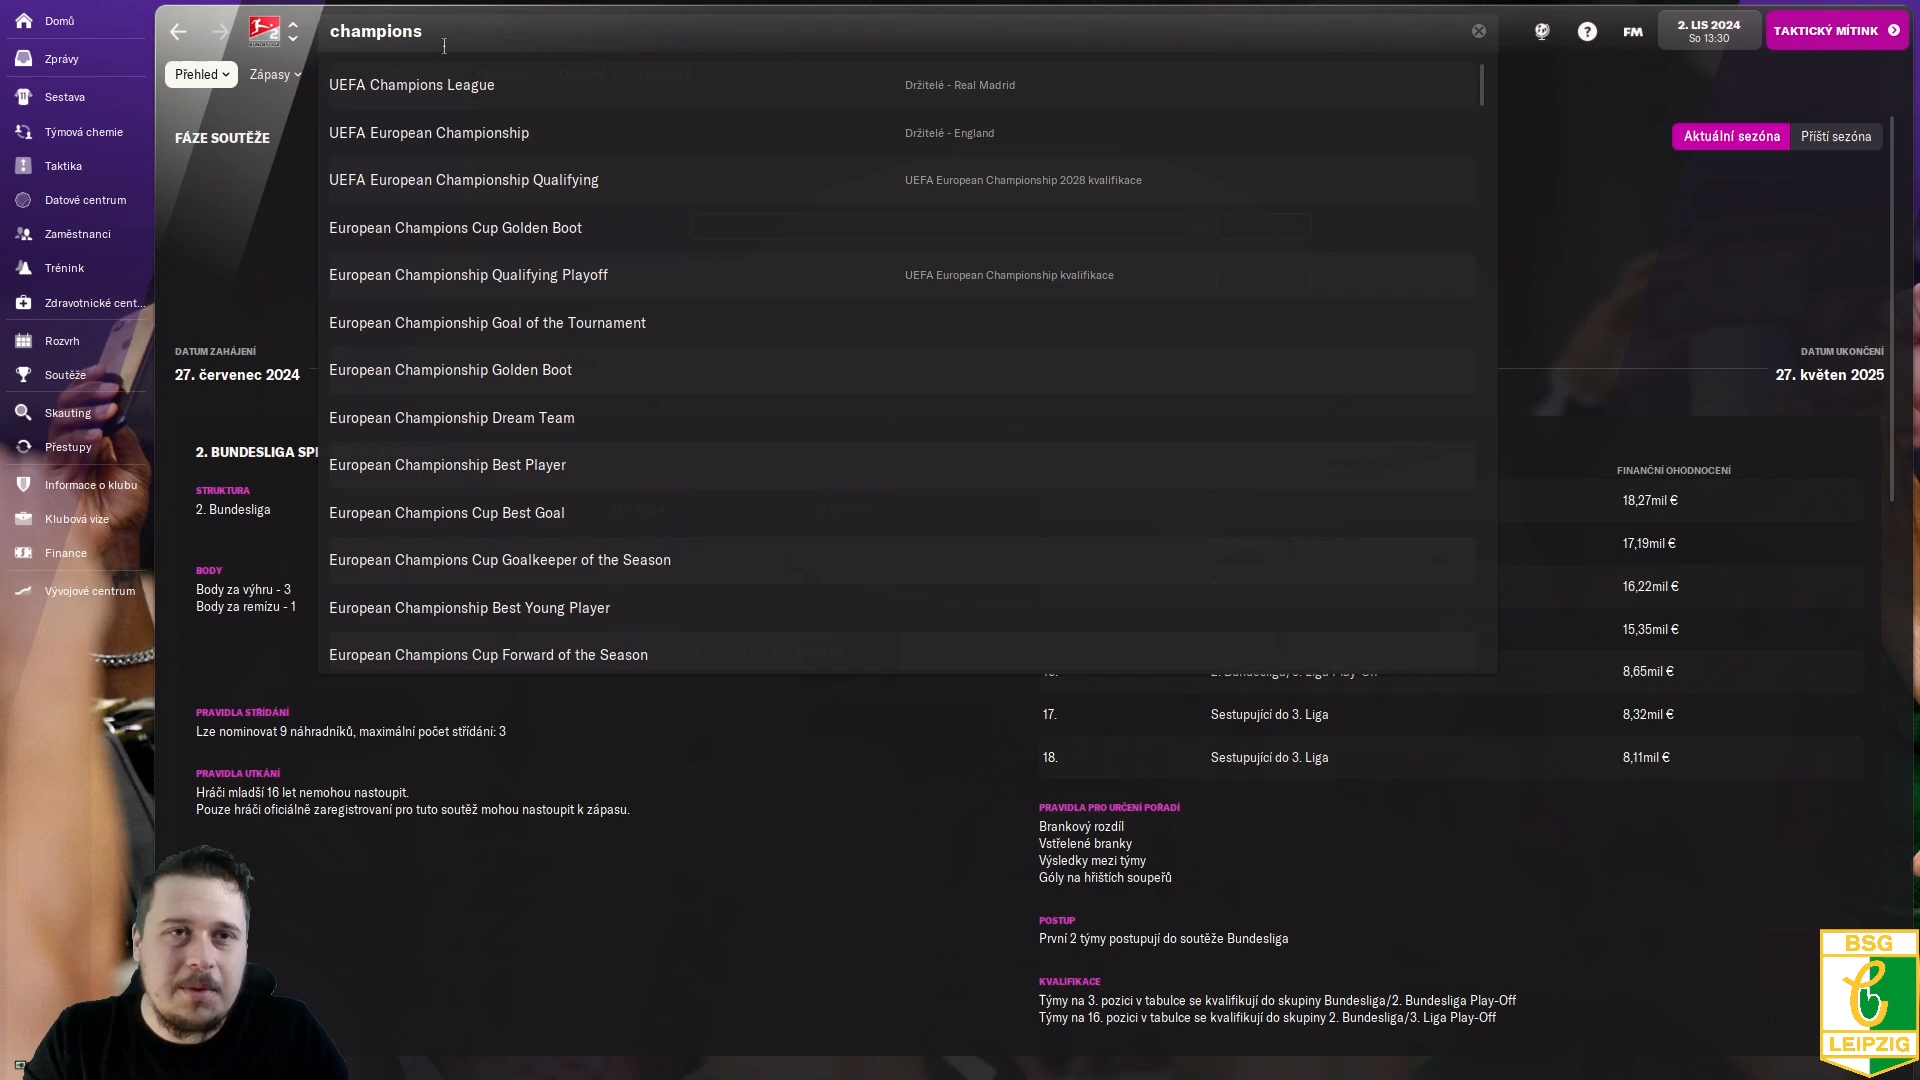 Domů
Zprávy
Sestava
Týmová chemie
Taktika
Datové centrum
Zaměstnanci
Trénink
Zdravotnické cent...
Rozvrh
Soutěže
Skauting
Přestupy
Informace o klubu
Klubová vize
Finance
Vývojové centrum
champions
FM
2. LIS 2024
So 13:30
TAKTICKÝ MÍTINK
Přehled
Zápasy
FÁZE SOUTĚŽE
Aktuální sezóna
Příští sezóna
UEFA Champions League
Držitelé - Real Madrid
UEFA European Championship
Držitelé - England
UEFA European Championship Qualifying
UEFA European Championship 2028 kvalifikace
European Champions Cup Golden Boot
European Championship Qualifying Playoff
UEFA European Championship kvalifikace
European Championship Goal of the Tournament
European Championship Golden Boot
European Championship Dream Team
European Championship Best Player
European Champions Cup Best Goal
European Champions Cup Goalkeeper of the Season
European Championship Best Young Player
European Champions Cup Forward of the Season
DATUM ZAHÁJENÍ
27. červenec 2024
DATUM UKONČENÍ
27. květen 2025
2. BUNDESLIGA SP
STRUKTURA
2. Bundesliga
BODY
Body za výhru - 3
Body za remízu - 1
PRAVIDLA STŘÍDÁNÍ
Lze nominovat 9 náhradníků, maximální počet střídání: 3
PRAVIDLA UTKÁNÍ
Hráči mladší 16 let nemohou nastoupit.
Pouze hráči oficiálně zaregistrovaní pro tuto soutěž mohou nastoupit k zápasu.
FINANČNÍ OHODNOCENÍ
18,27mil €
17,19mil €
16,22mil €
15,35mil €
16. 2. Bundesliga/3. Liga Play-Off 8,65mil €
17. Sestupující do 3. Liga 8,32mil €
18. Sestupující do 3. Liga 8,11mil €
PRAVIDLA PRO URČENÍ POŘADÍ
Brankový rozdíl
Vstřelené branky
Výsledky mezi týmy
Góly na hřištích soupeřů
POSTUP
První 2 týmy postupují do soutěže Bundesliga
KVALIFIKACE
Týmy na 3. pozici v tabulce se kvalifikují do skupiny Bundesliga/2. Bundesliga Play-Off
Týmy na 16. pozici v tabulce se kvalifikují do skupiny 2. Bundesliga/3. Liga Play-Off
BSG
LEIPZIG